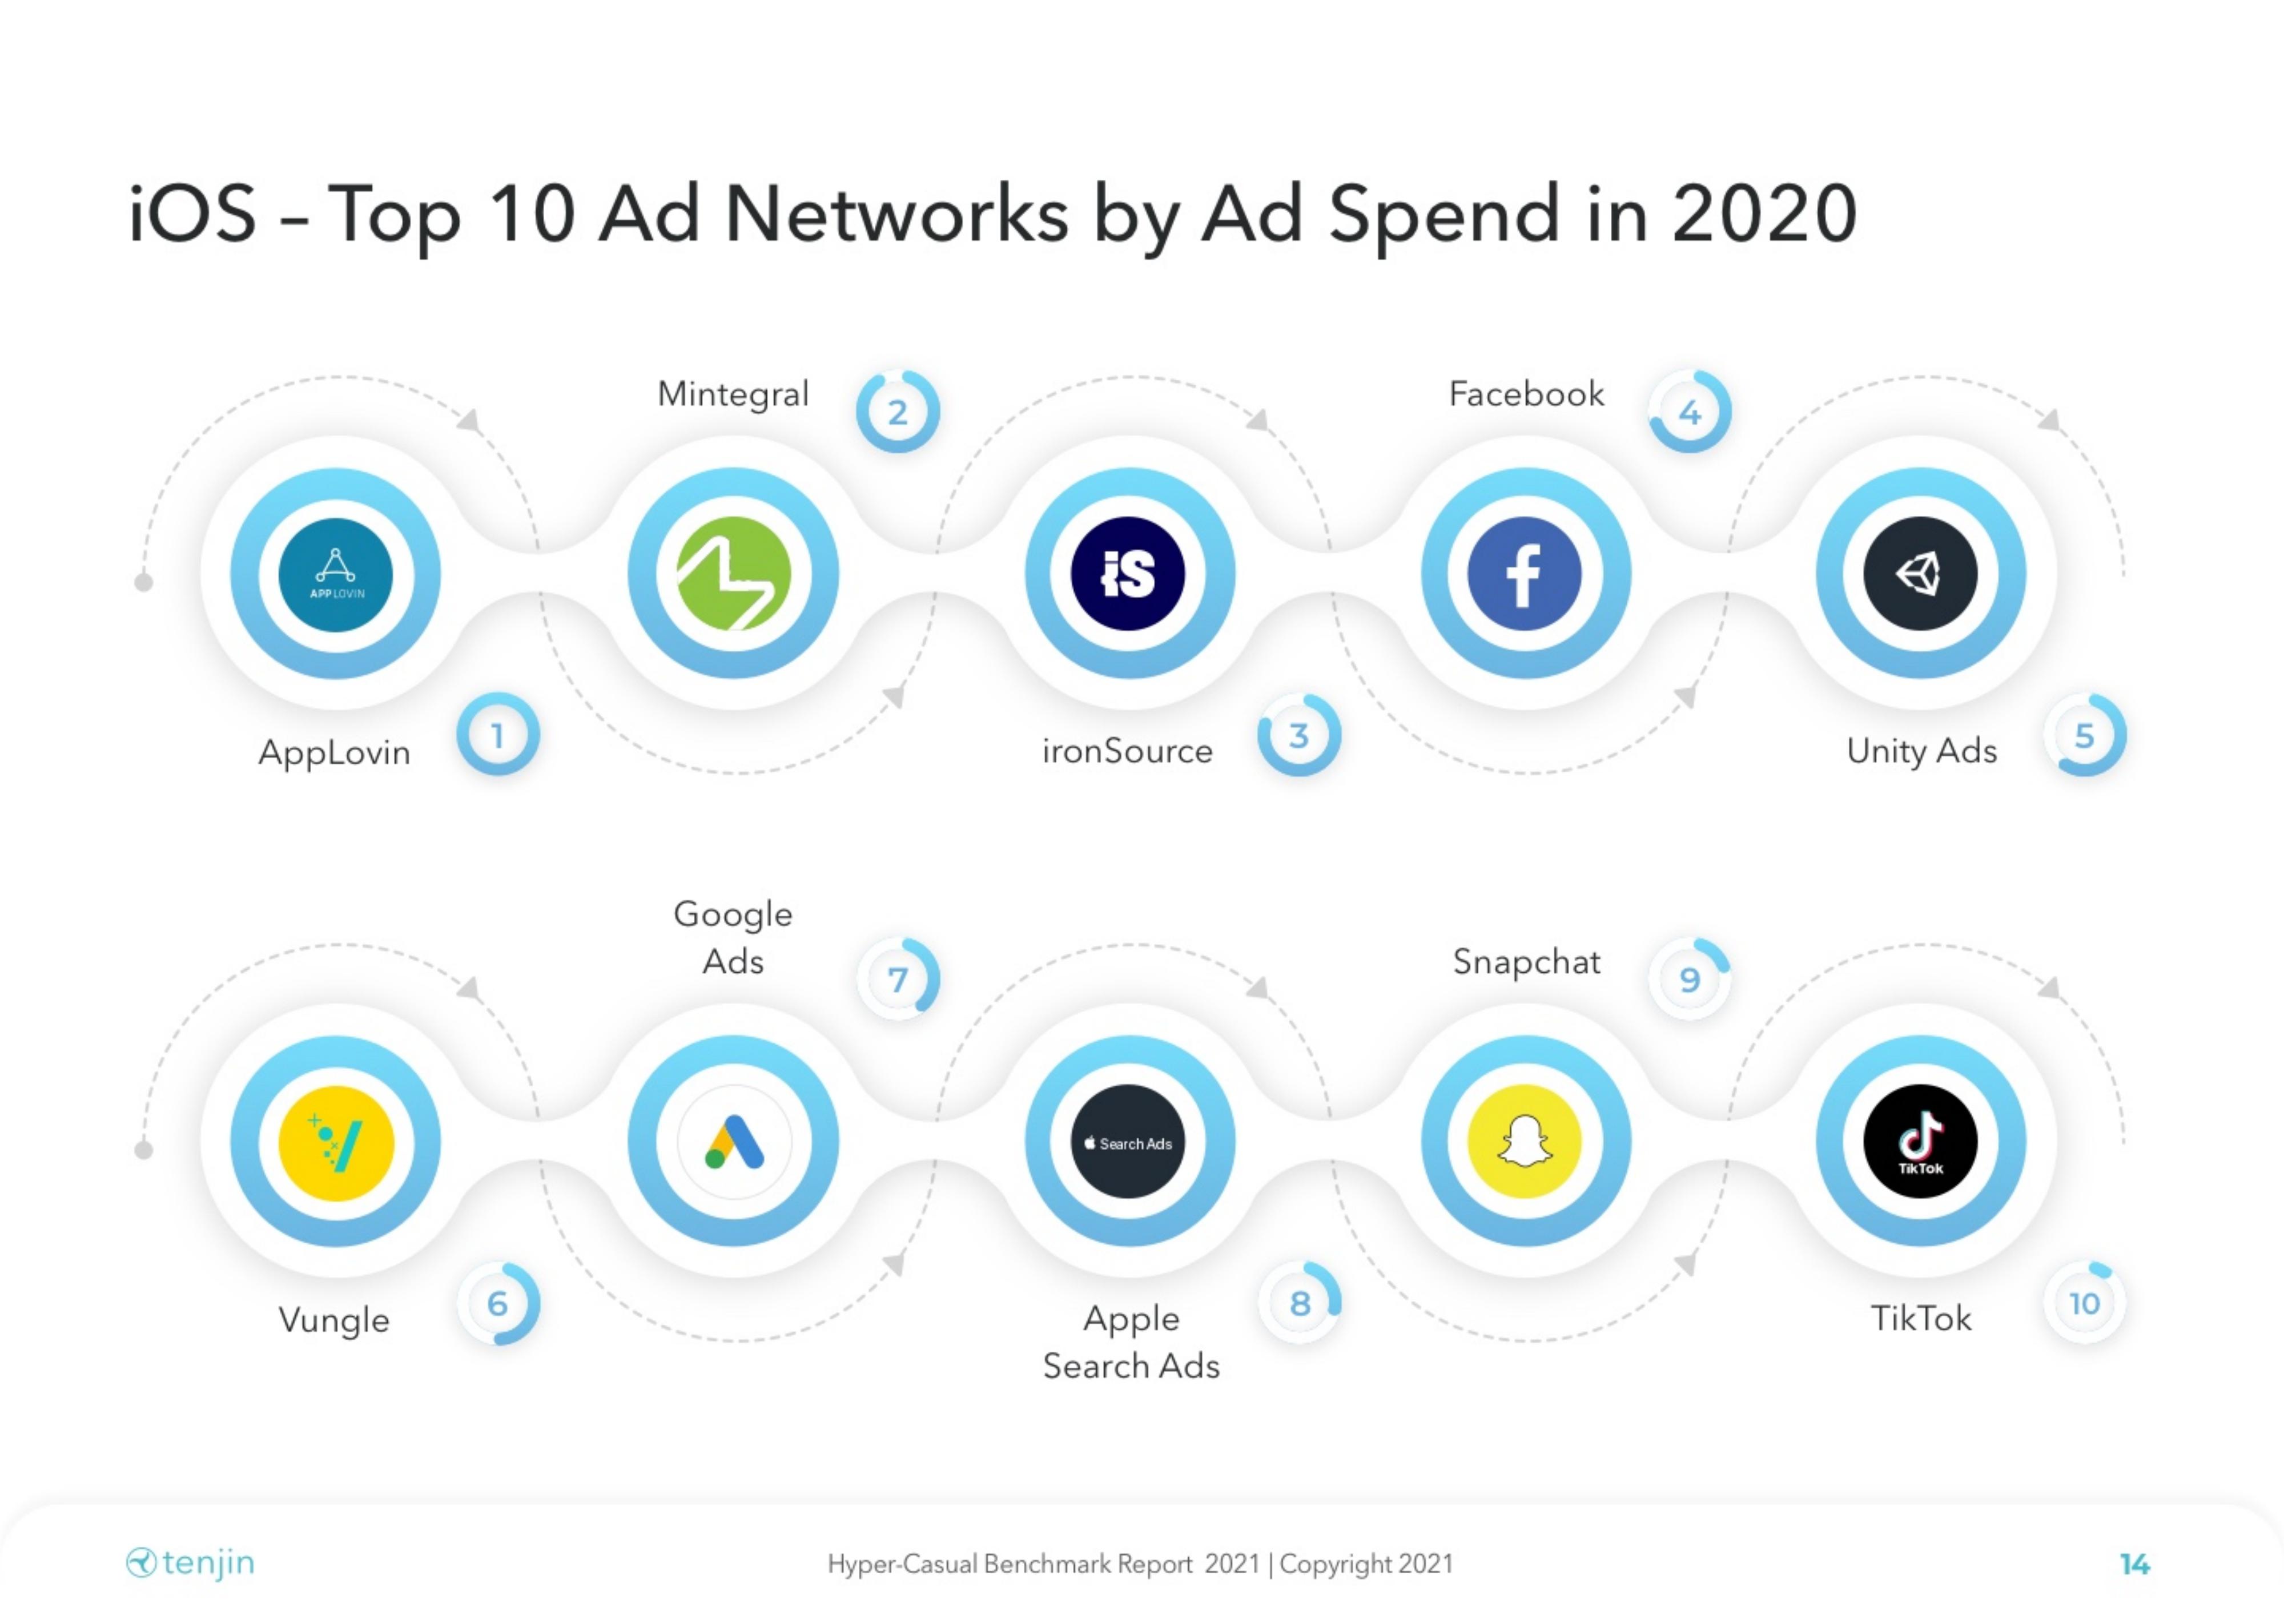 iOS – Top 10 Ad Networks by Ad Spend in 2020
APPLOVIN
AppLovin
1
Mintegral
2
iS
ironSource
3
Facebook
4
f
Unity Ads
5
Vungle
6
Google
Ads
7
Search Ads
Apple
Search Ads
8
Snapchat
9
TikTok
TikTok
10
tenjin
Hyper-Casual Benchmark Report 2021 | Copyright 2021
14